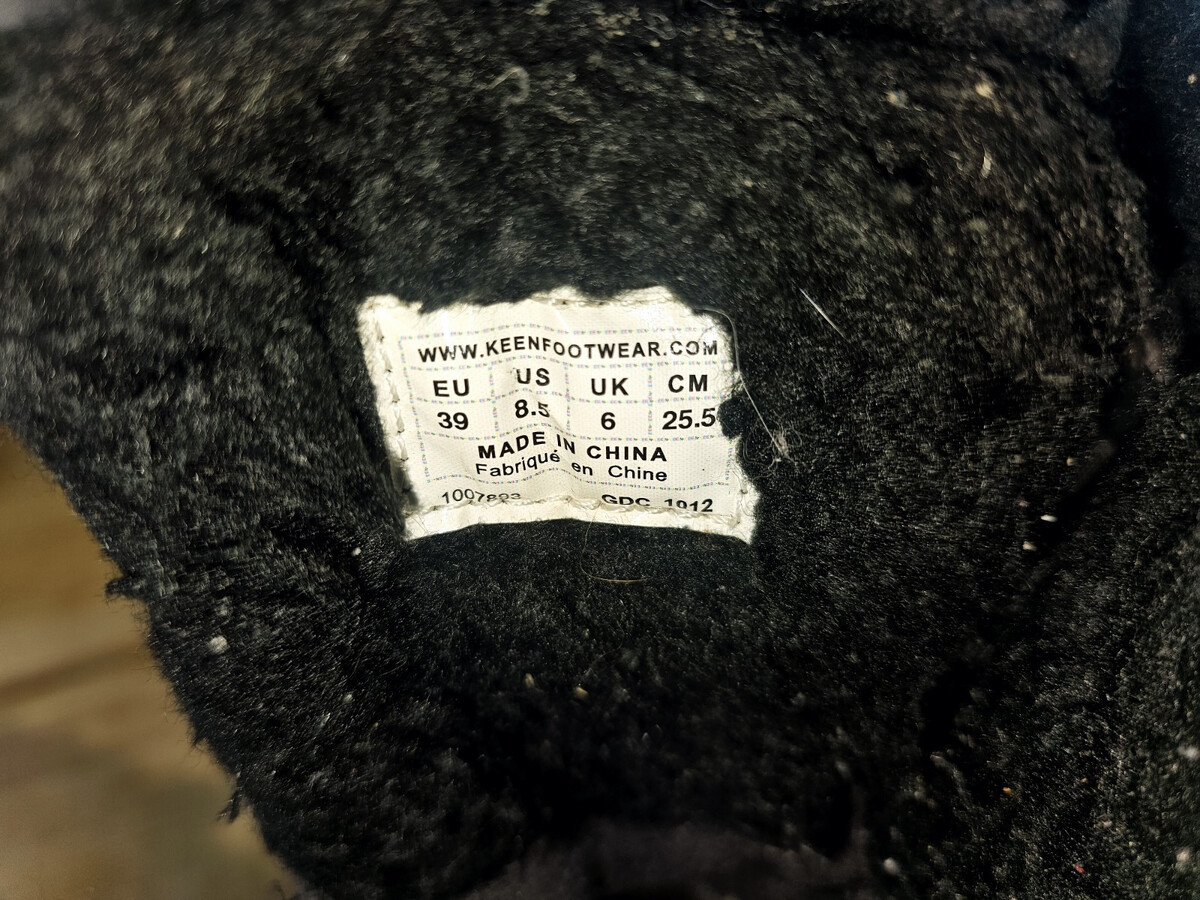 WWW.KEENFOOTWEAR.COM
EU US UK CM
39 8.5 6 25.5
MADE IN CHINA
Fabriqué en Chine
GDC 1012